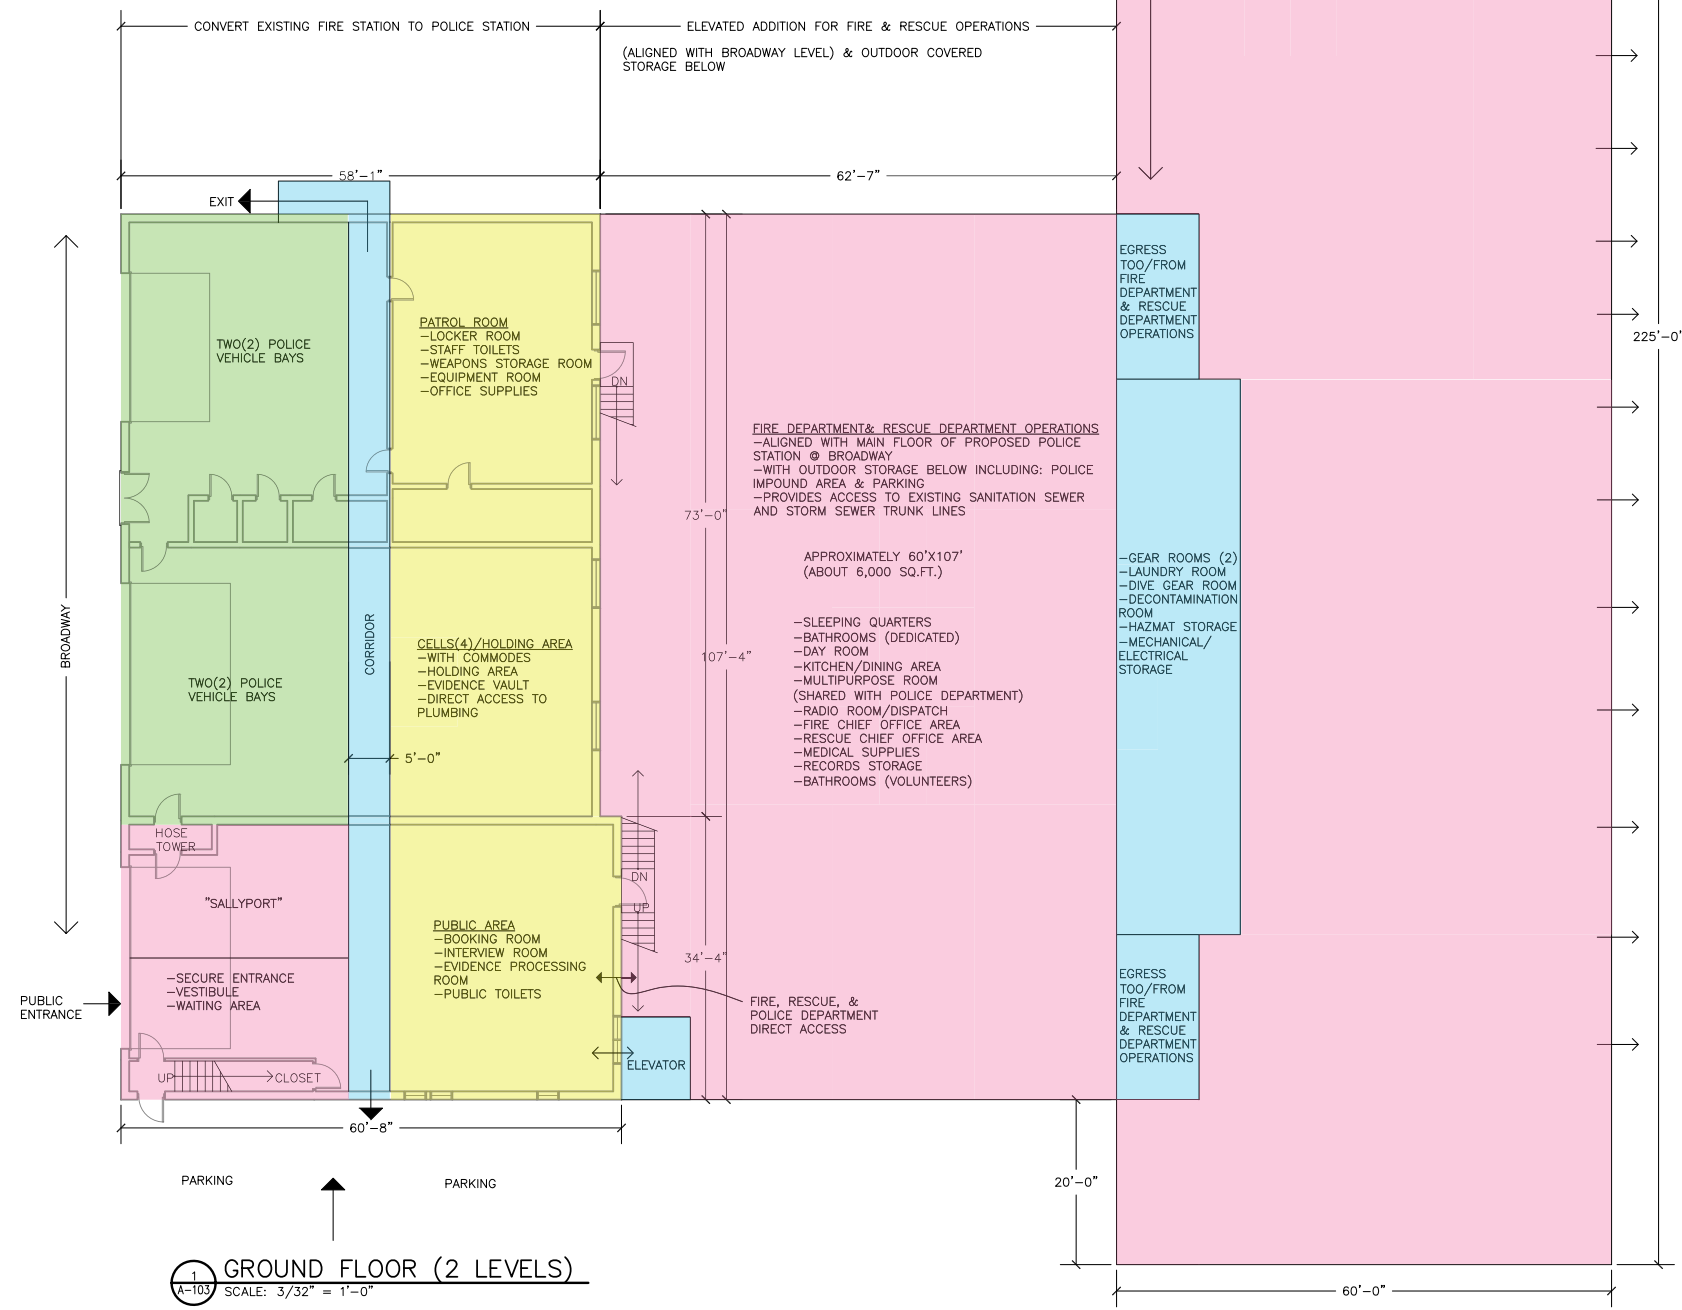 CONVERT EXISTING FIRE STATION TO POLICE STATION
ELEVATED ADDITION FOR FIRE & RESCUE OPERATIONS
(ALIGNED WITH BROADWAY LEVEL) & OUTDOOR COVERED
STORAGE BELOW
58'-1"
62'-7"
EXIT
BROADWAY
TWO(2) POLICE
VEHICLE BAYS
PATROL ROOM
-LOCKER ROOM
-STAFF TOILETS
-WEAPONS STORAGE ROOM
-EQUIPMENT ROOM
-OFFICE SUPPLIES
DN
EGRESS
TOO/FROM
FIRE
DEPARTMENT
& RESCUE
DEPARTMENT
OPERATIONS
225'-0'
FIRE DEPARTMENT& RESCUE DEPARTMENT OPERATIONS
-ALIGNED WITH MAIN FLOOR OF PROPOSED POLICE
STATION @ BROADWAY
-WITH OUTDOOR STORAGE BELOW INCLUDING: POLICE
IMPOUND AREA & PARKING
-PROVIDES ACCESS TO EXISTING SANITATION SEWER
AND STORM SEWER TRUNK LINES
73'-0"
APPROXIMATELY 60'X107'
(ABOUT 6,000 SQ.FT.)
-SLEEPING QUARTERS
-BATHROOMS (DEDICATED)
-DAY ROOM
-KITCHEN/DINING AREA
-MULTIPURPOSE ROOM
(SHARED WITH POLICE DEPARTMENT)
-RADIO ROOM/DISPATCH
-FIRE CHIEF OFFICE AREA
-RESCUE CHIEF OFFICE AREA
-MEDICAL SUPPLIES
-RECORDS STORAGE
-BATHROOMS (VOLUNTEERS)
107'-4"
-GEAR ROOMS (2)
-LAUNDRY ROOM
-DIVE GEAR ROOM
-DECONTAMINATION
ROOM
-HAZMAT STORAGE
-MECHANICAL/
ELECTRICAL
STORAGE
CORRIDOR
CELLS(4)/HOLDING AREA
-WITH COMMODES
-HOLDING AREA
-EVIDENCE VAULT
-DIRECT ACCESS TO
PLUMBING
TWO(2) POLICE
VEHICLE BAYS
5'-0"
HOSE
TOWER
"SALLYPORT"
DN
UP
PUBLIC AREA
-BOOKING ROOM
-INTERVIEW ROOM
-EVIDENCE PROCESSING
ROOM
-PUBLIC TOILETS
34'-4"
-SECURE ENTRANCE
-VESTIBULE
-WAITING AREA
PUBLIC
ENTRANCE
FIRE, RESCUE, &
POLICE DEPARTMENT
DIRECT ACCESS
EGRESS
TOO/FROM
FIRE
DEPARTMENT
& RESCUE
DEPARTMENT
OPERATIONS
ELEVATOR
UP
CLOSET
60'-8"
PARKING
PARKING
20'-0"
1
A-103
GROUND FLOOR (2 LEVELS)
SCALE: 3/32" = 1'-0"
60'-0"